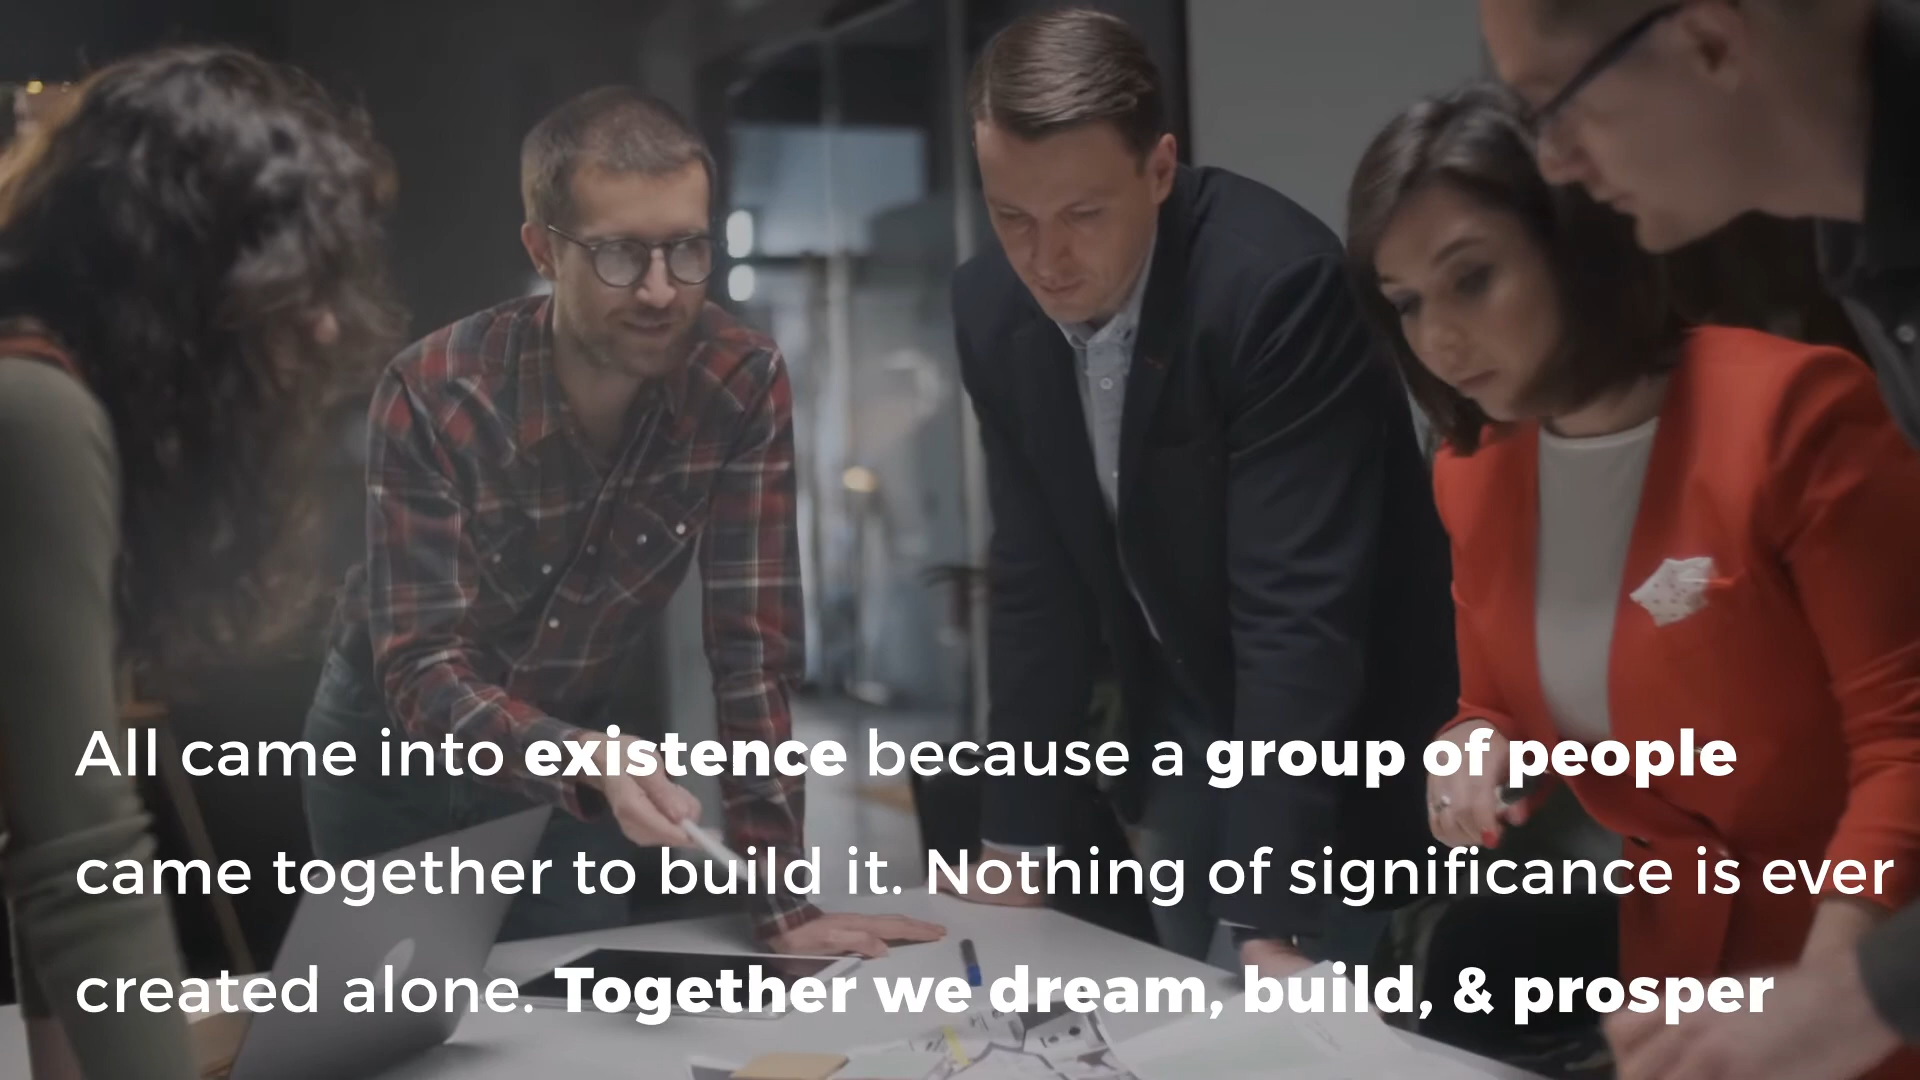 All came into existence because a group of people
came together to build it. Nothing of significance is ever
created alone. Together we dream, build, & prosper